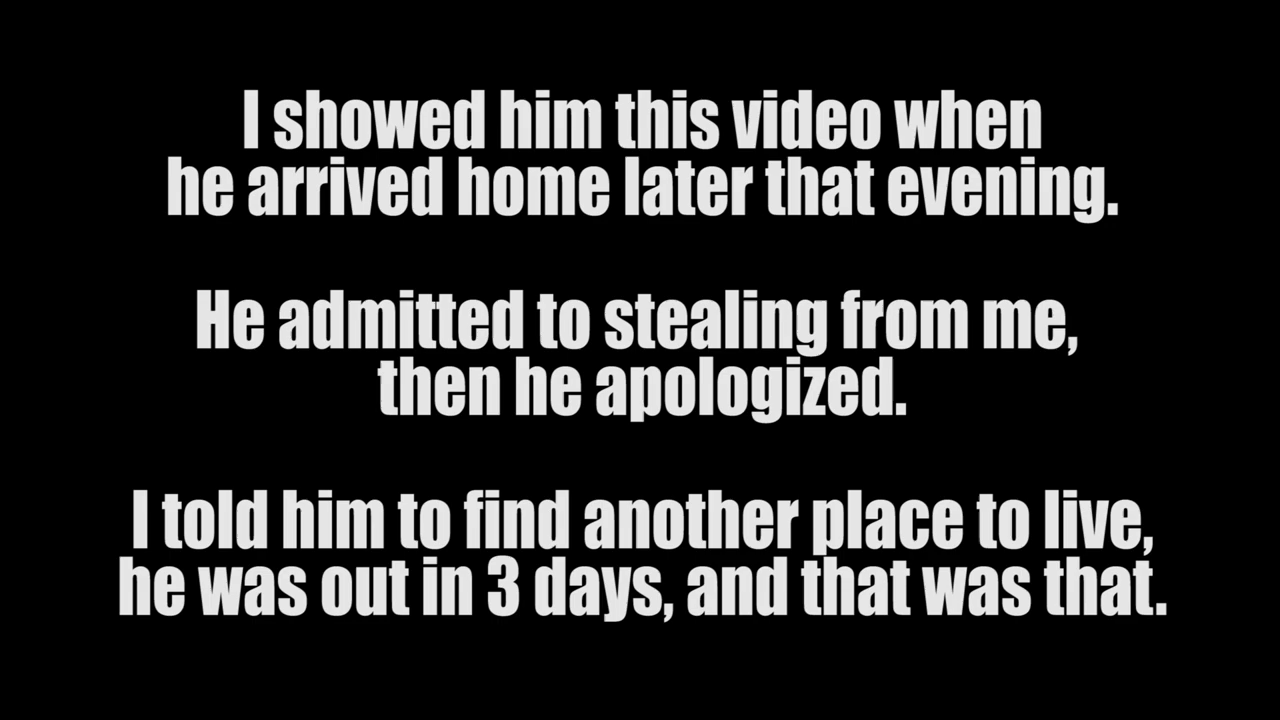 I showed him this video when
he arrived home later that evening.
He admitted to stealing from me,
then he apologized.
I told him to find another place to live,
he was out in 3 days, and that was that.